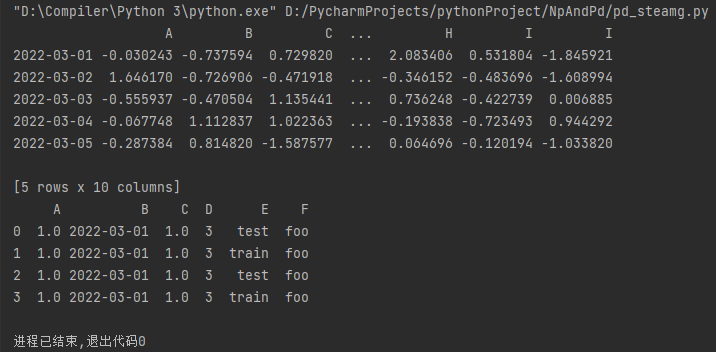 "D:\Compiler\Python 3\python.exe" D:/PycharmProjects/pythonProject/NpAndPd/pd_steamg.py
A B C ... H I I
2022-03-01 -0.030243 -0.737594 0.729820 ... 2.083406 0.531804 -1.845921
2022-03-02 1.646170 -0.726906 -0.471918 ... -0.346152 -0.483696 -1.608994
2022-03-03 -0.555937 -0.470504 1.135441 ... 0.736248 -0.422739 0.006885
2022-03-04 -0.067748 1.112837 1.022363 ... -0.193838 -0.723493 0.944292
2022-03-05 -0.287384 0.814820 -1.587577 ... 0.064696 -0.120194 -1.033820
[5 rows x 10 columns]
A B C D E F
0 1.0 2022-03-01 1.0 3 test foo
1 1.0 2022-03-01 1.0 3 train foo
2 1.0 2022-03-01 1.0 3 test foo
3 1.0 2022-03-01 1.0 3 train foo
进程已结束,退出代码0